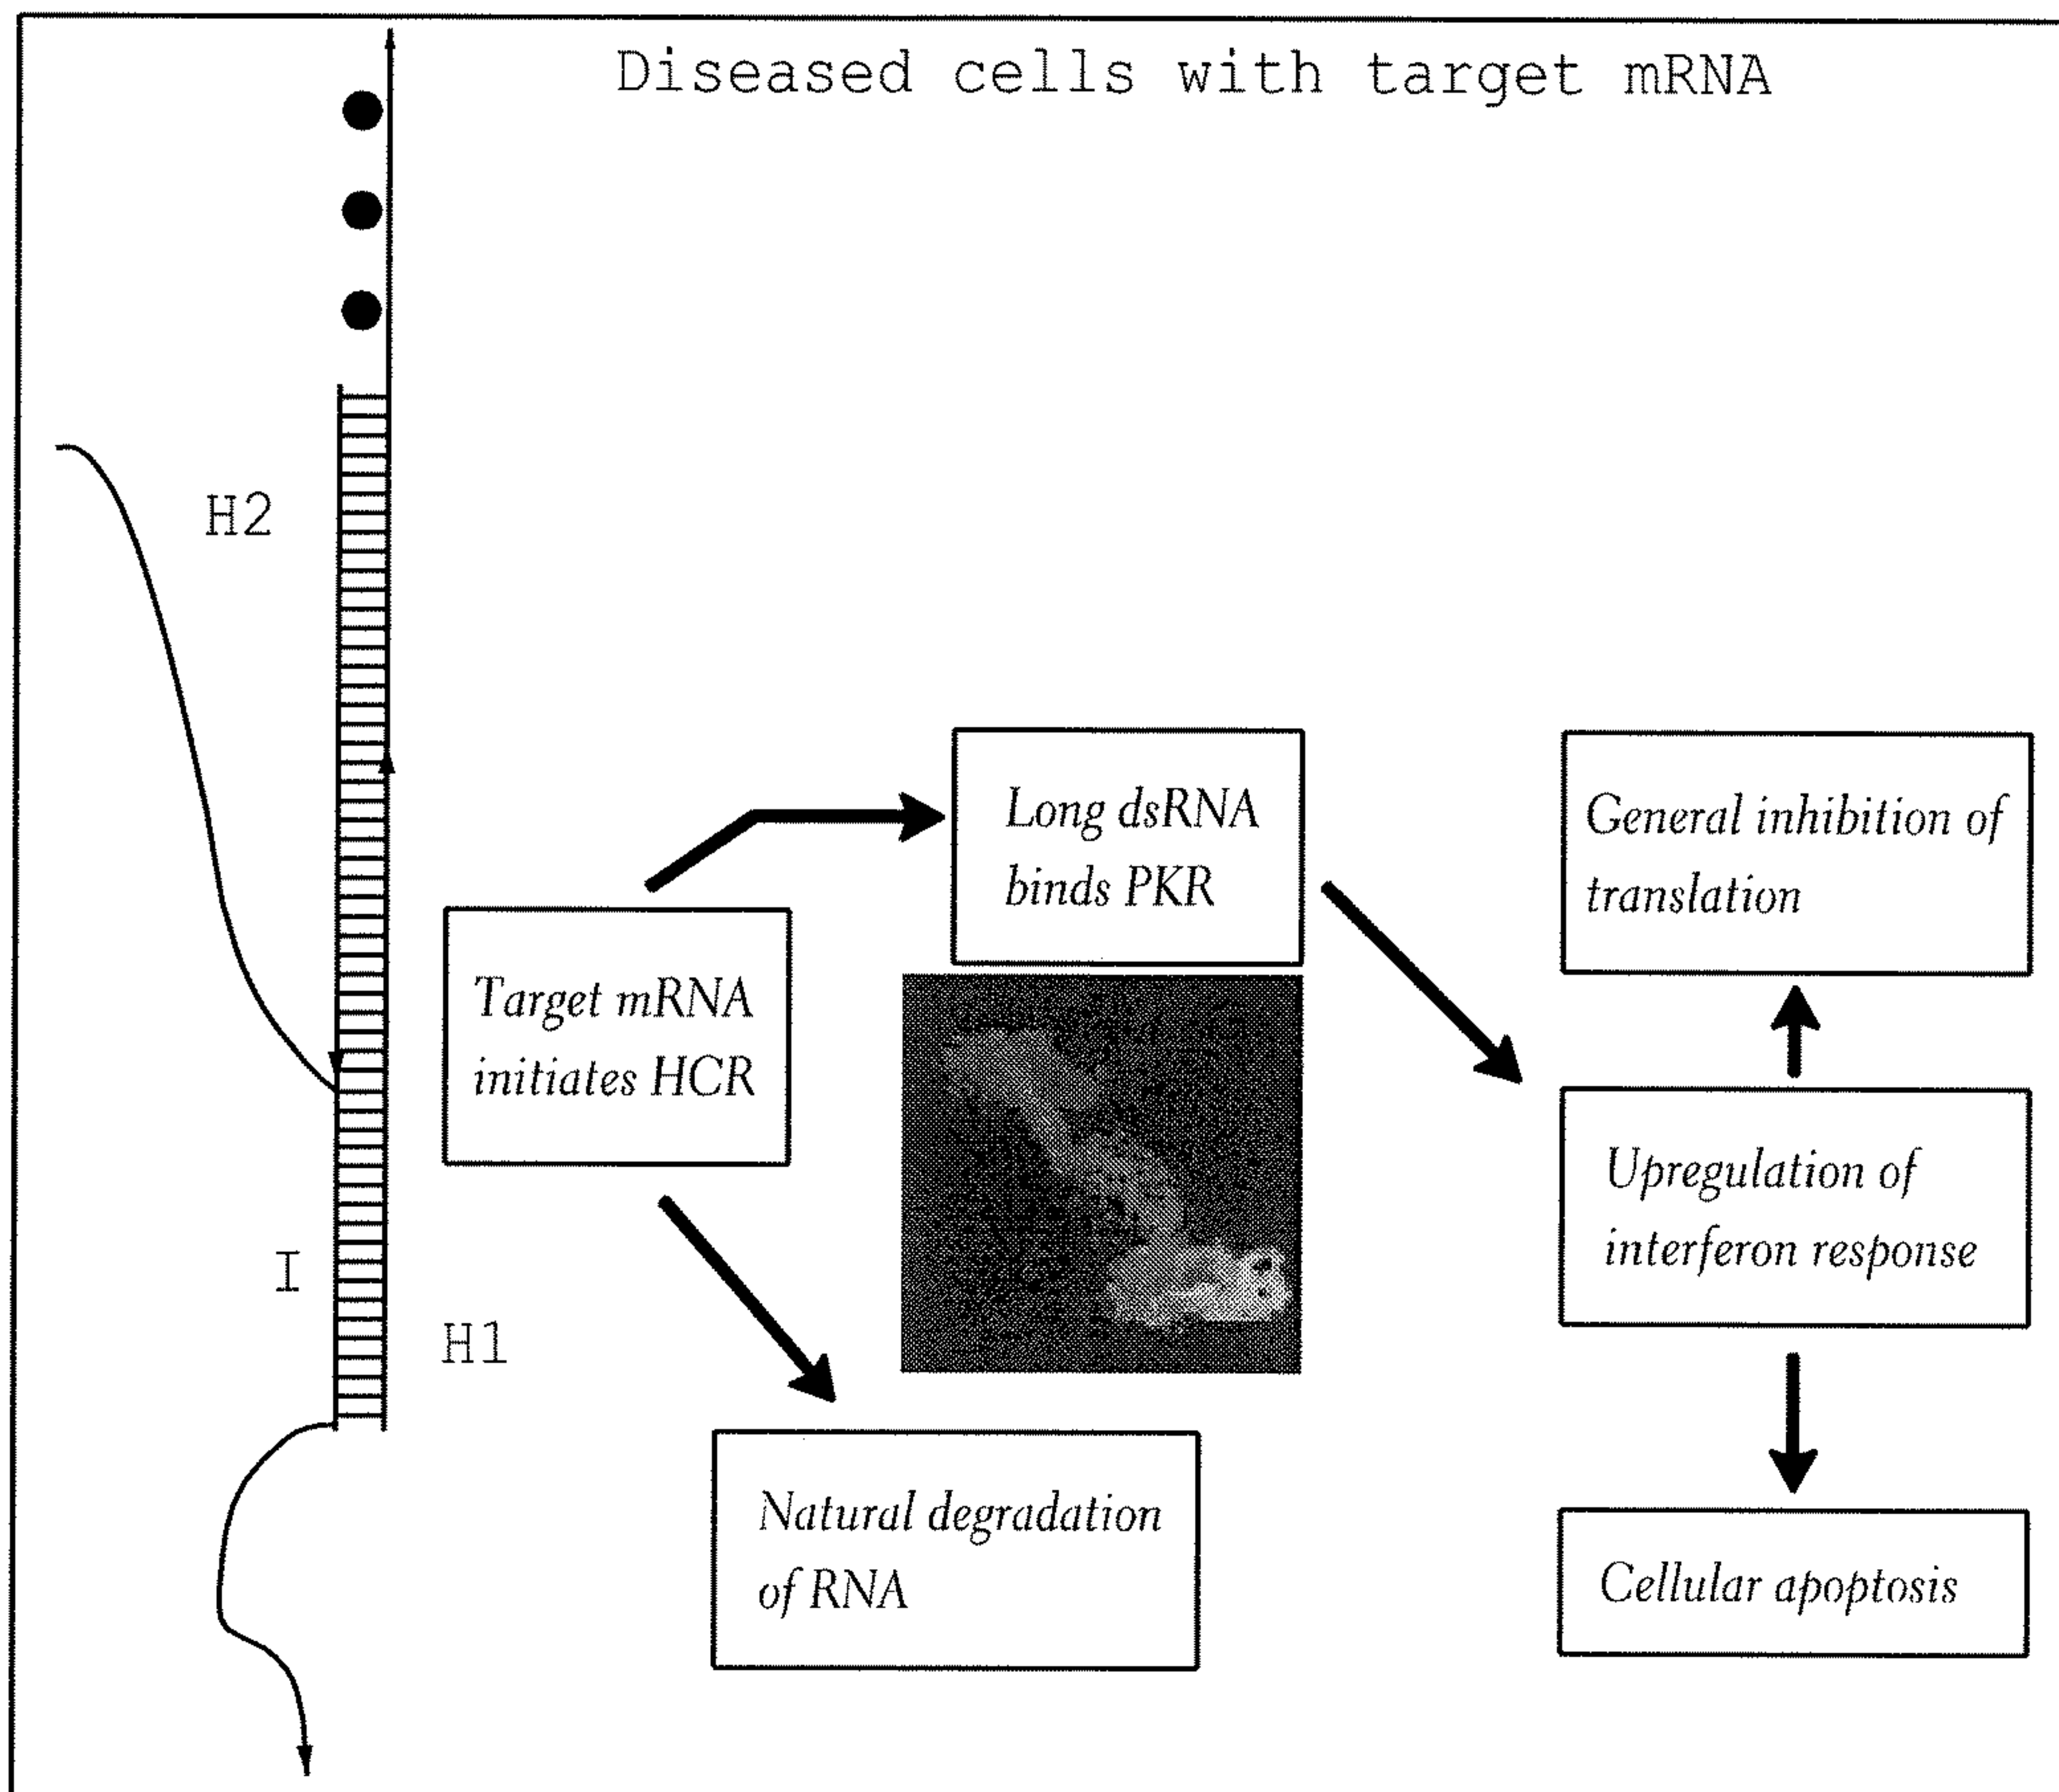 Diseased cells with target mRNA
H2
Long dsRNA
binds PKR
General inhibition of
translation
Target mRNA
initiates HCR
Upregulation of
interferon response
I
H1
Natural degradation
of RNA
Cellular apoptosis